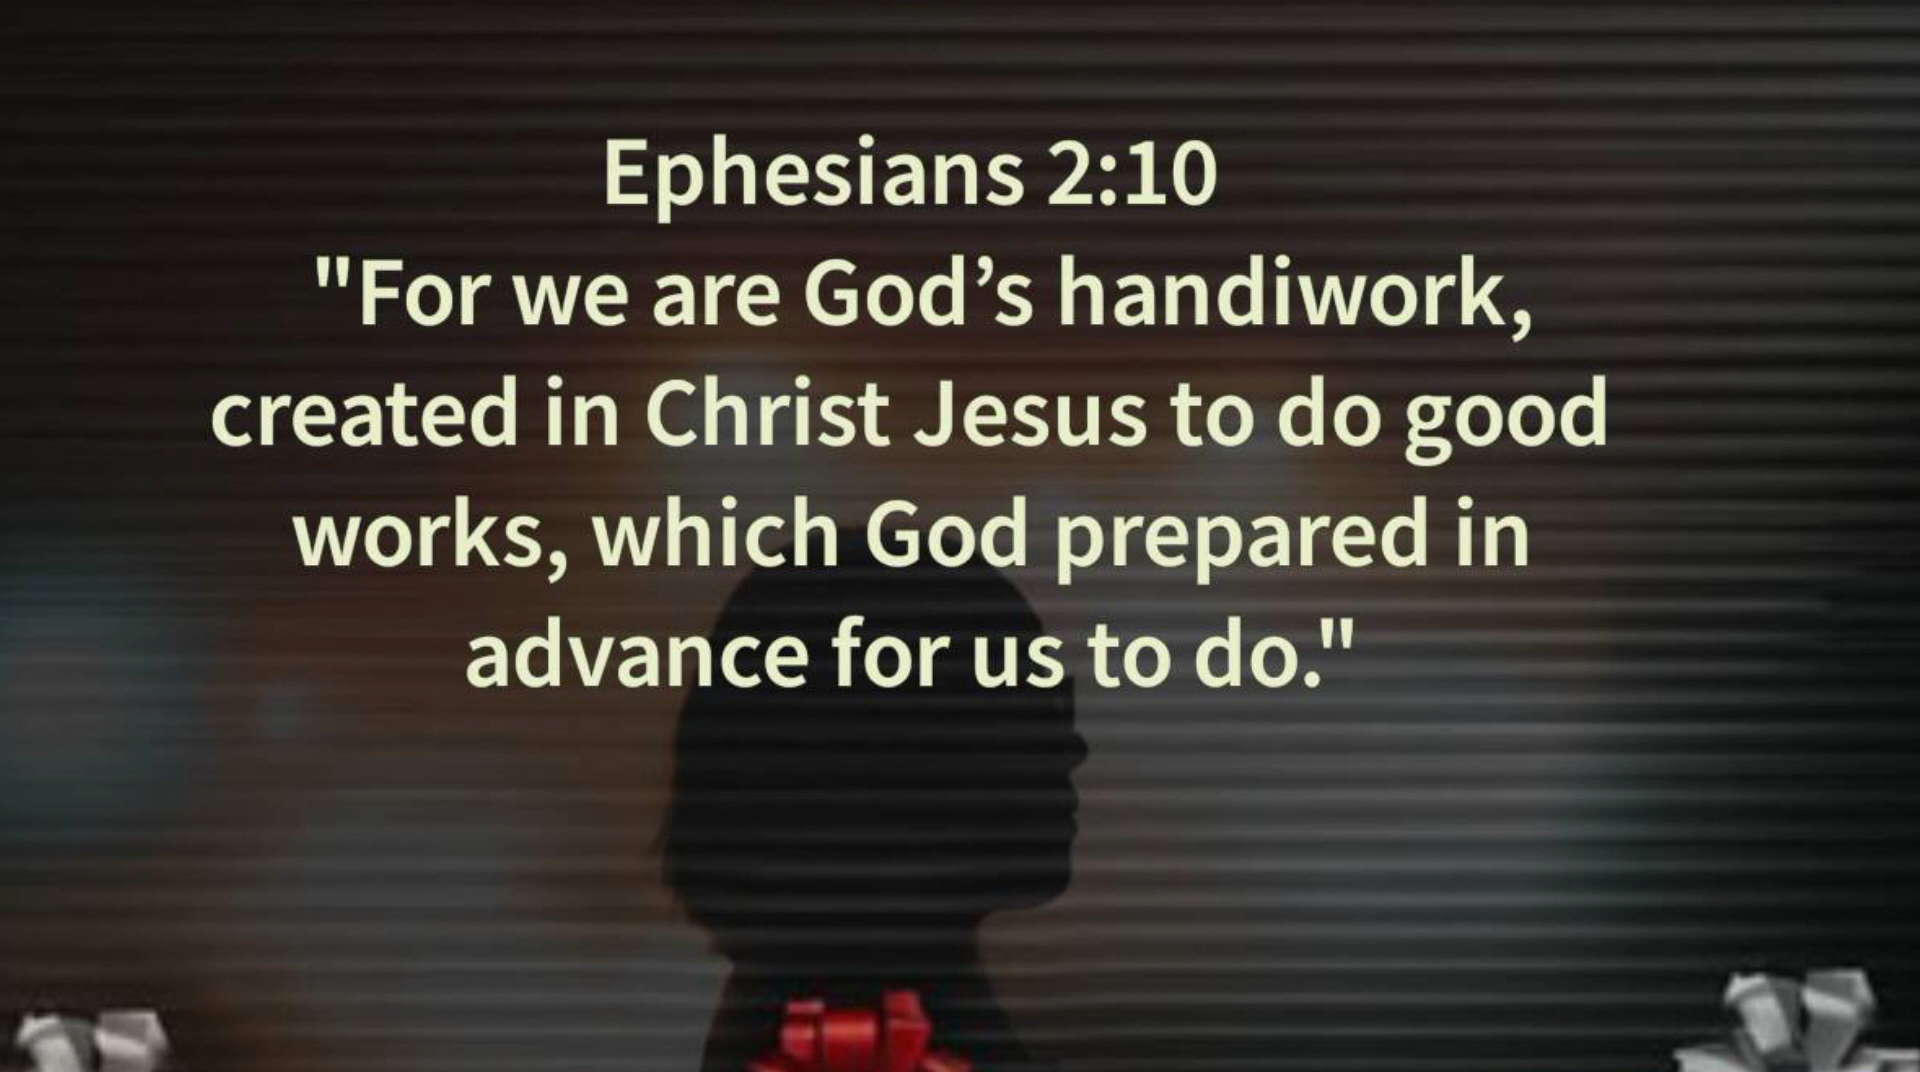 Ephesians 2:10
"For we are God’s handiwork,
created in Christ Jesus to do good
works, which God prepared in
advance for us to do."